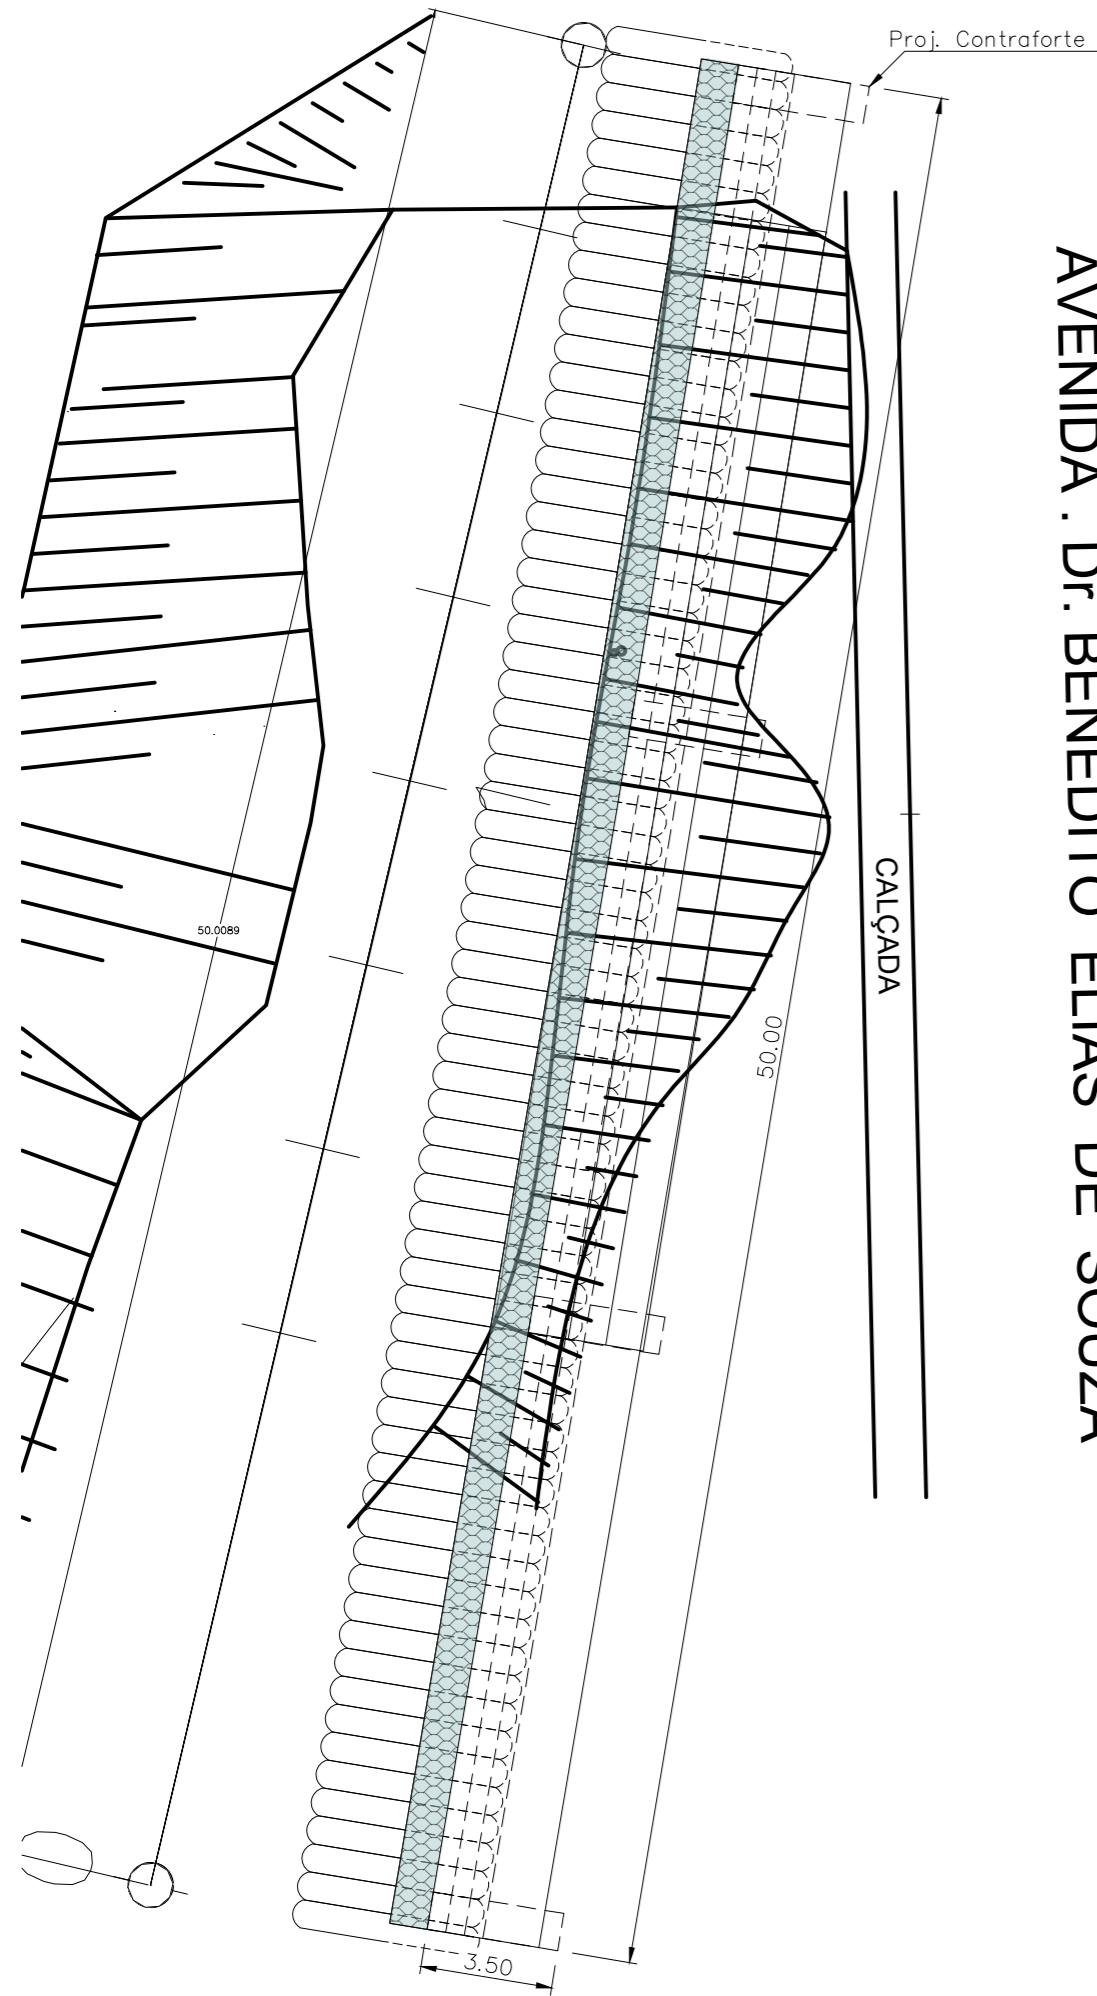 Proj. Contraforte
AVENIDA . Dr. BENEDITO ELIAS DE SOUZA
CALÇADA
50.0089
50.00
3.50